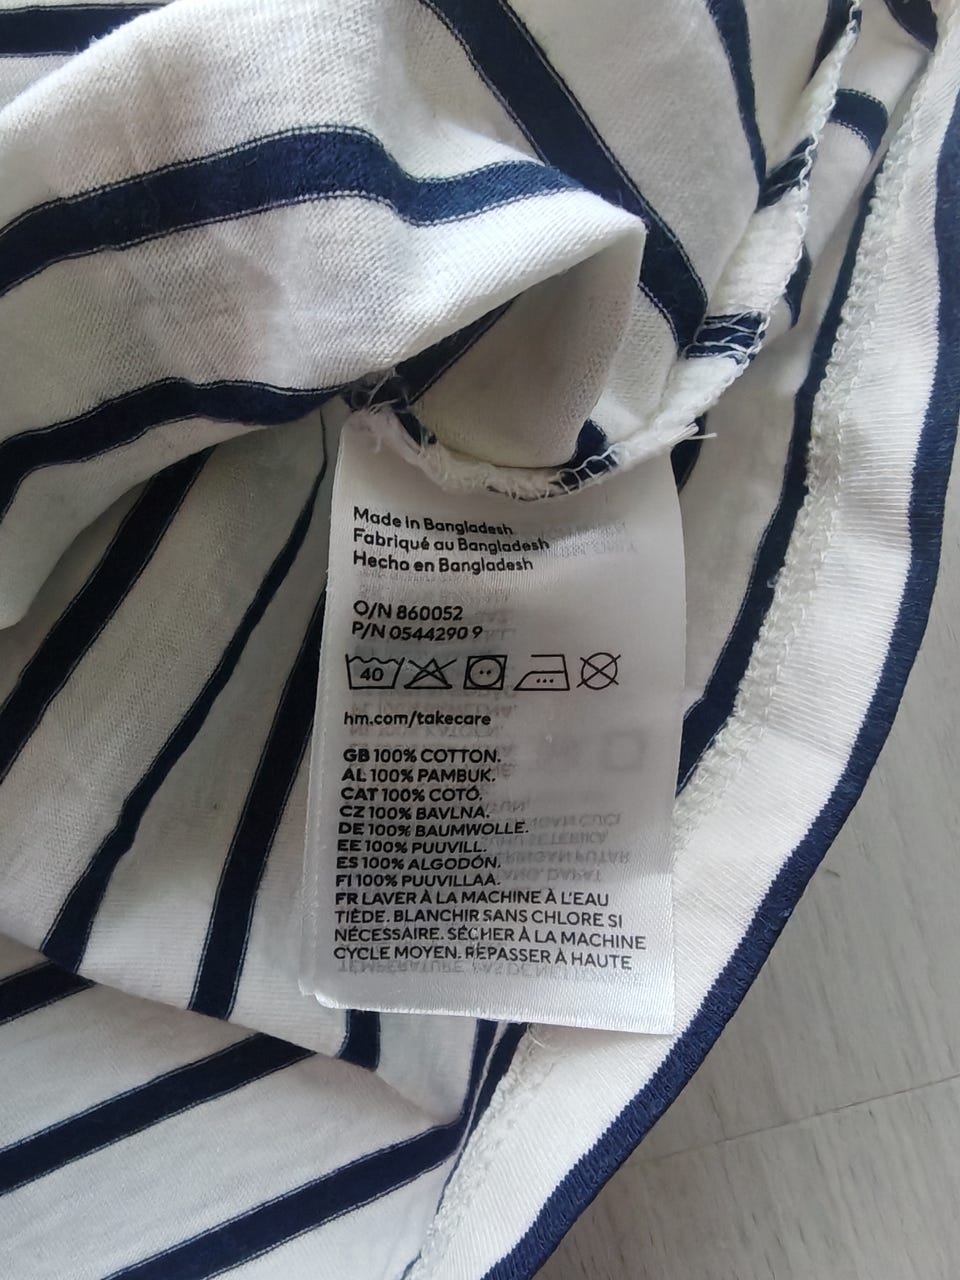 Made in Bangladesh
Fabriqué au Bangladesh
Hecho en Bangladesh
O/N 860052
P/N 0544290 9
40
hm.com/takecare
GB 100% COTTON.
AL 100% PAMBUK.
CAT 100% COTÓ.
CZ 100% BAVLNA.
DE 100% BAUMWOLLE.
EE 100% PUUVILL.
ES 100% ALGODÓN.
FI 100% PUUVILLAA.
FR LAVER À LA MACHINE À L'EAU
TIÈDE. BLANCHIR SANS CHLORE SI
NÉCESSAIRE. SÉCHER À LA MACHINE
CYCLE MOYEN. REPASSER À HAUTE